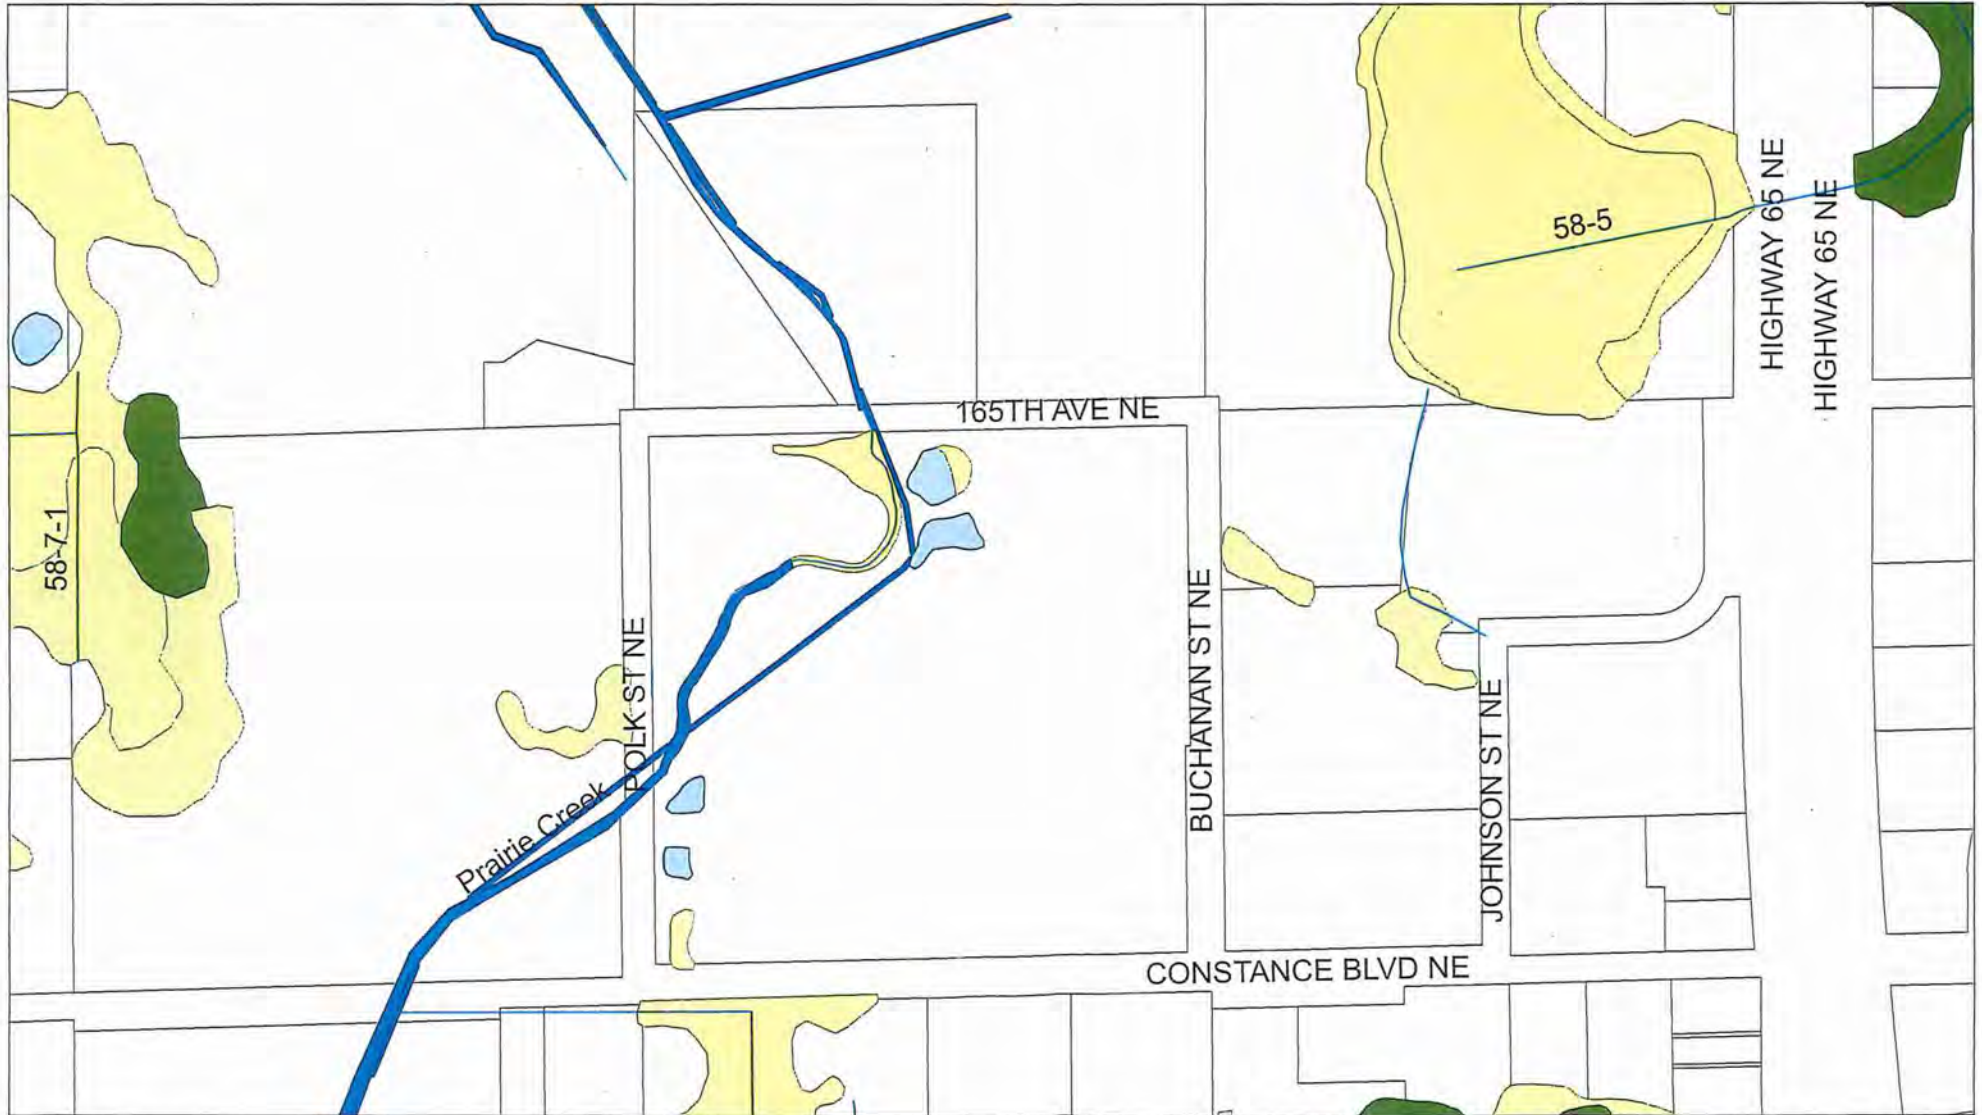 58-5
HIGHWAY 65 NE
HIGHWAY 65 NE
165TH AVE NE
58-7-1
POLK ST NE
BUCHANAN ST NE
JOHNSON ST NE
Prairie Creek
CONSTANCE BLVD NE